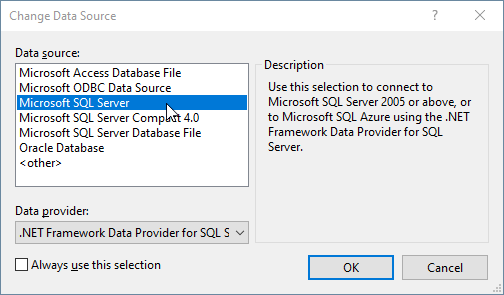 Change Data Source
?
Data source:
Microsoft Access Database File
Microsoft ODBC Data Source
Microsoft SQL Server
Microsoft SQL Server Compact 4.0
Microsoft SQL Server Database File
Oracle Database
<other>
Description
Use this selection to connect to
Microsoft SQL Server 2005 or above, or
to Microsoft SQL Azure using the .NET
Framework Data Provider for SQL
Server.
Data provider:
.NET Framework Data Provider for SQL S
Always use this selection
OK
Cancel